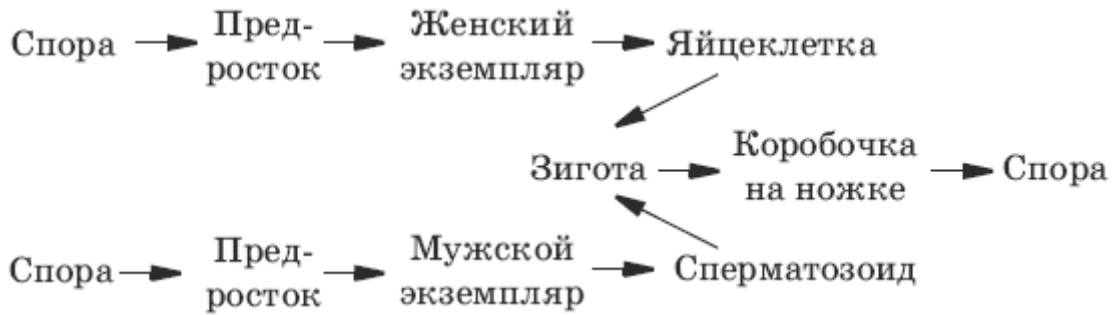 Спора
Пред-
росток
Женский
экземпляр
Яйцеклетка
Зигота
Коробочка
на ножке
Спора
Спора
Пред-
росток
Мужской
экземпляр
Сперматозоид